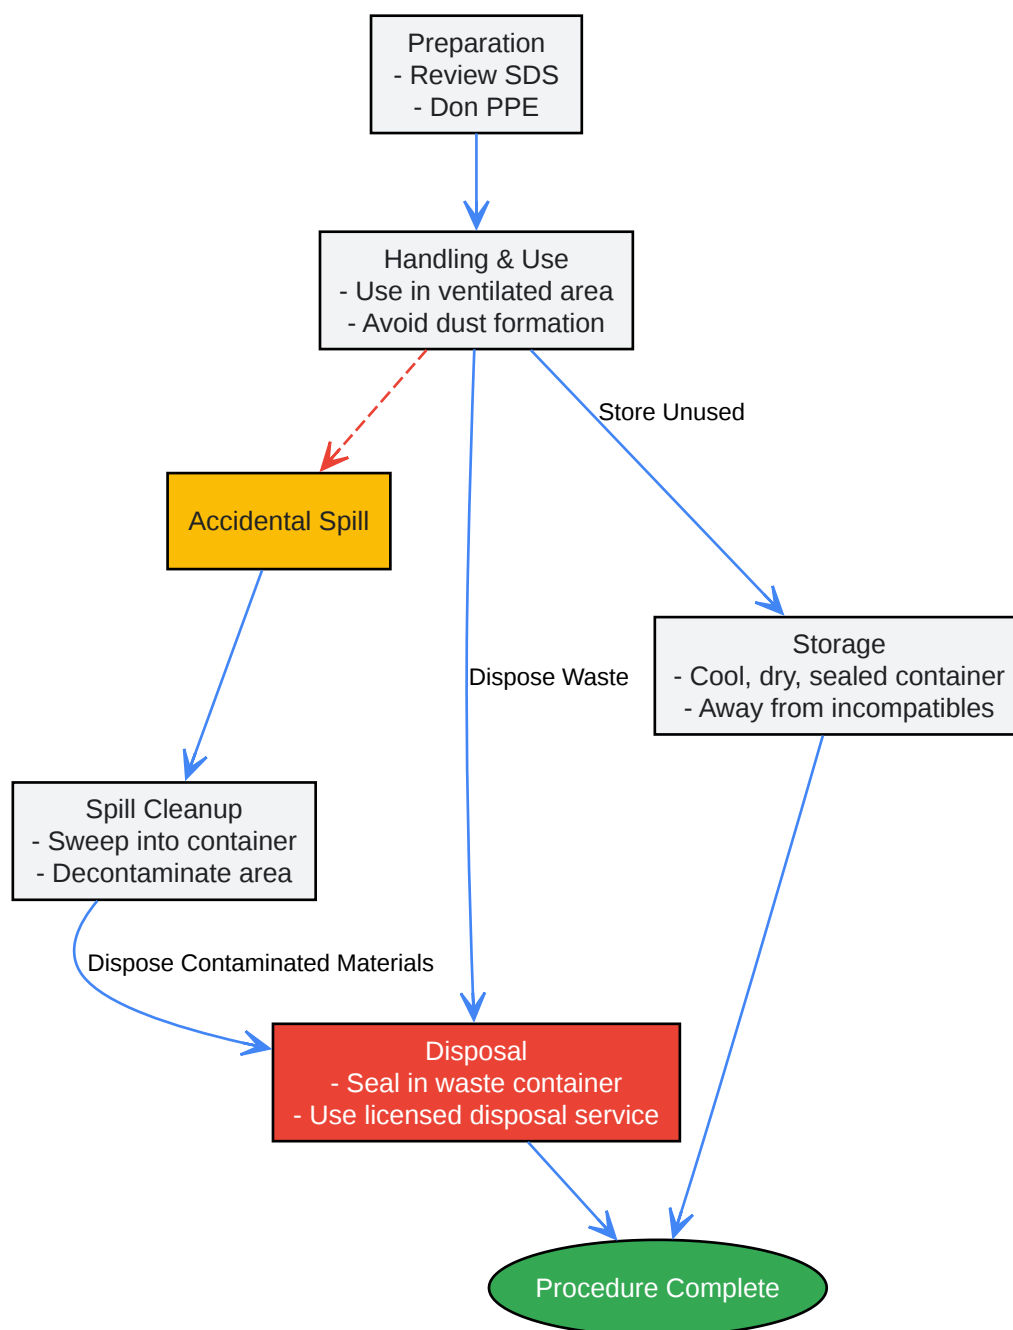 Preparation
- Review SDS
- Don PPE
Handling & Use
- Use in ventilated area
- Avoid dust formation
Store Unused
Accidental Spill
Storage
- Cool, dry, sealed container
- Away from incompatibles
Dispose Waste
Spill Cleanup
- Sweep into container
- Decontaminate area
Dispose Contaminated Materials
Disposal
- Seal in waste container
- Use licensed disposal service
Procedure Complete